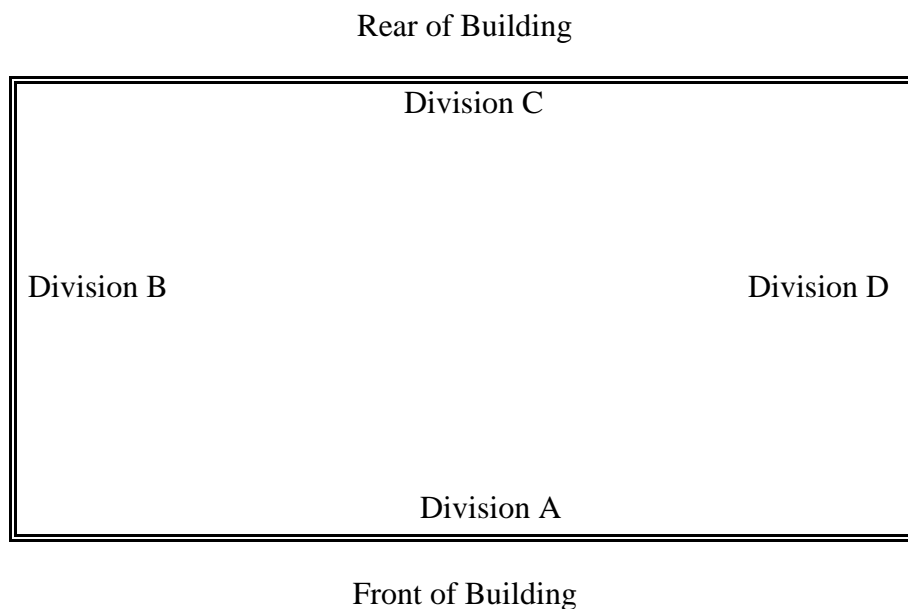 Rear of Building
Division C
Division B Division D
Division A
Front of Building